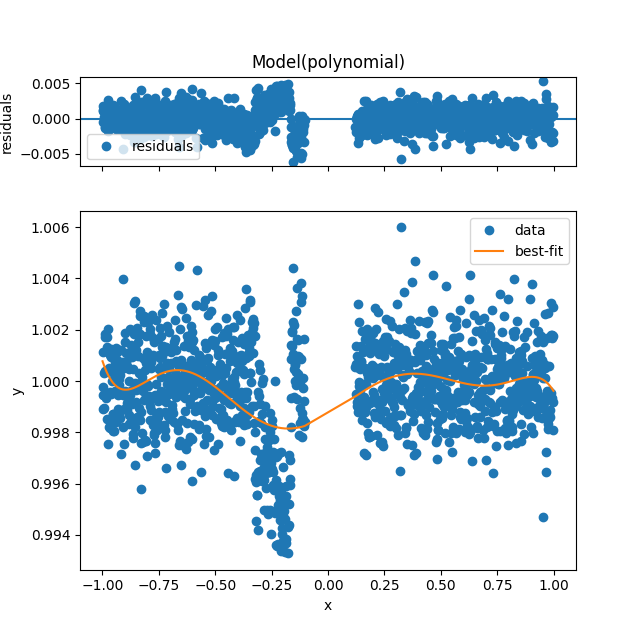 Model(polynomial)
residuals
0.005
0.000
−0.005
residuals
y
1.006
1.004
1.002
1.000
0.998
0.996
0.994
data
best-fit
−1.00 −0.75 −0.50 −0.25 0.00 0.25 0.50 0.75 1.00
x